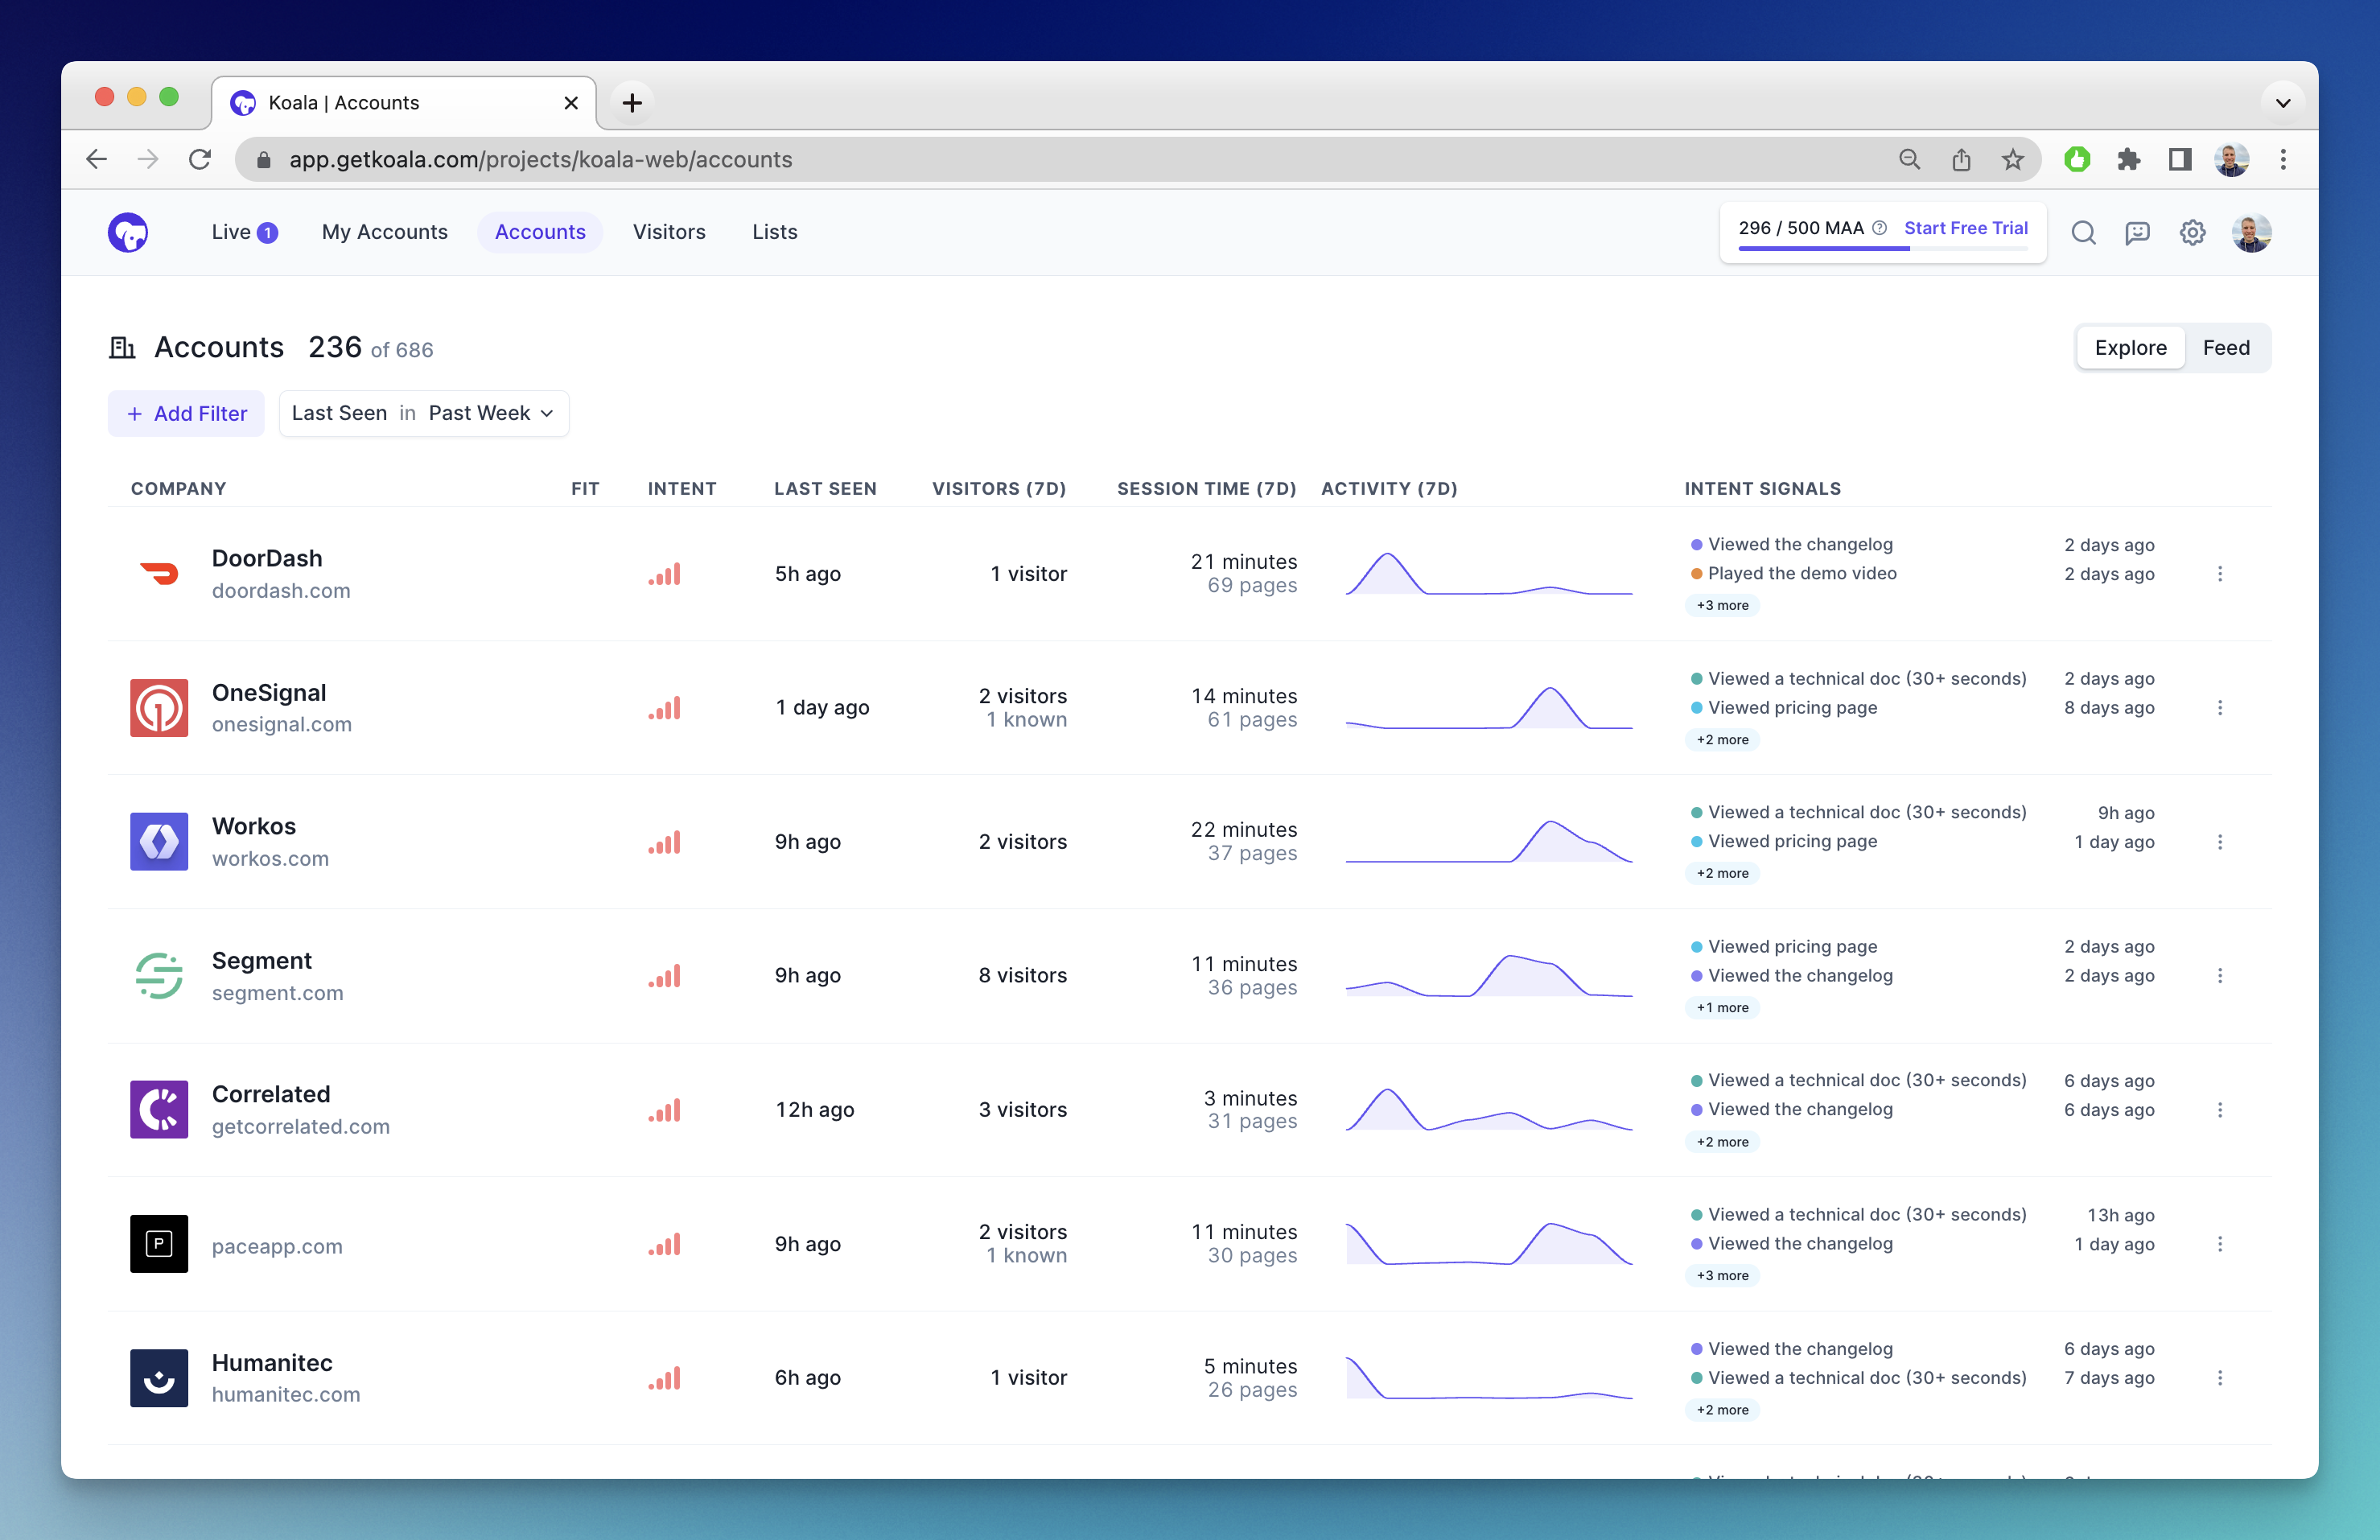 Koala | Accounts
app.getkoala.com/projects/koala-web/accounts
Live 1 My Accounts Accounts Visitors Lists
296 / 500 MAA ? Start Free Trial
Accounts 236 of 686
Explore Feed
+ Add Filter Last Seen in Past Week
COMPANY FIT INTENT LAST SEEN VISITORS (7D) SESSION TIME (7D) ACTIVITY (7D) INTENT SIGNALS
DoorDash
doordash.com
5h ago
1 visitor
21 minutes
69 pages
Viewed the changelog 2 days ago
Played the demo video 2 days ago
+3 more
OneSignal
onesignal.com
1 day ago
2 visitors
1 known
14 minutes
61 pages
Viewed a technical doc (30+ seconds) 2 days ago
Viewed pricing page 8 days ago
+2 more
Workos
workos.com
9h ago
2 visitors
22 minutes
37 pages
Viewed a technical doc (30+ seconds) 9h ago
Viewed pricing page 1 day ago
+2 more
Segment
segment.com
9h ago
8 visitors
11 minutes
36 pages
Viewed pricing page 2 days ago
Viewed the changelog 2 days ago
+1 more
Correlated
getcorrelated.com
12h ago
3 visitors
3 minutes
31 pages
Viewed a technical doc (30+ seconds) 6 days ago
Viewed the changelog 6 days ago
+2 more
P
paceapp.com
9h ago
2 visitors
1 known
11 minutes
30 pages
Viewed a technical doc (30+ seconds) 13h ago
Viewed the changelog 1 day ago
+3 more
Humanitec
humanitec.com
6h ago
1 visitor
5 minutes
26 pages
Viewed the changelog 6 days ago
Viewed a technical doc (30+ seconds) 7 days ago
+2 more